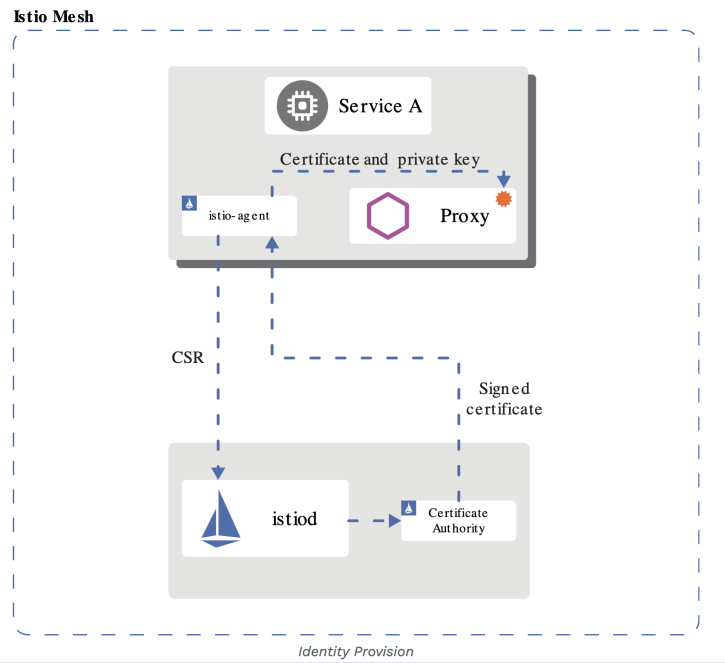 Istio Mesh
Service A
Certificate and private key
istio-agent
Proxy
CSR
Signed
certificate
istiod
Certificate
Authority
Identity Provision